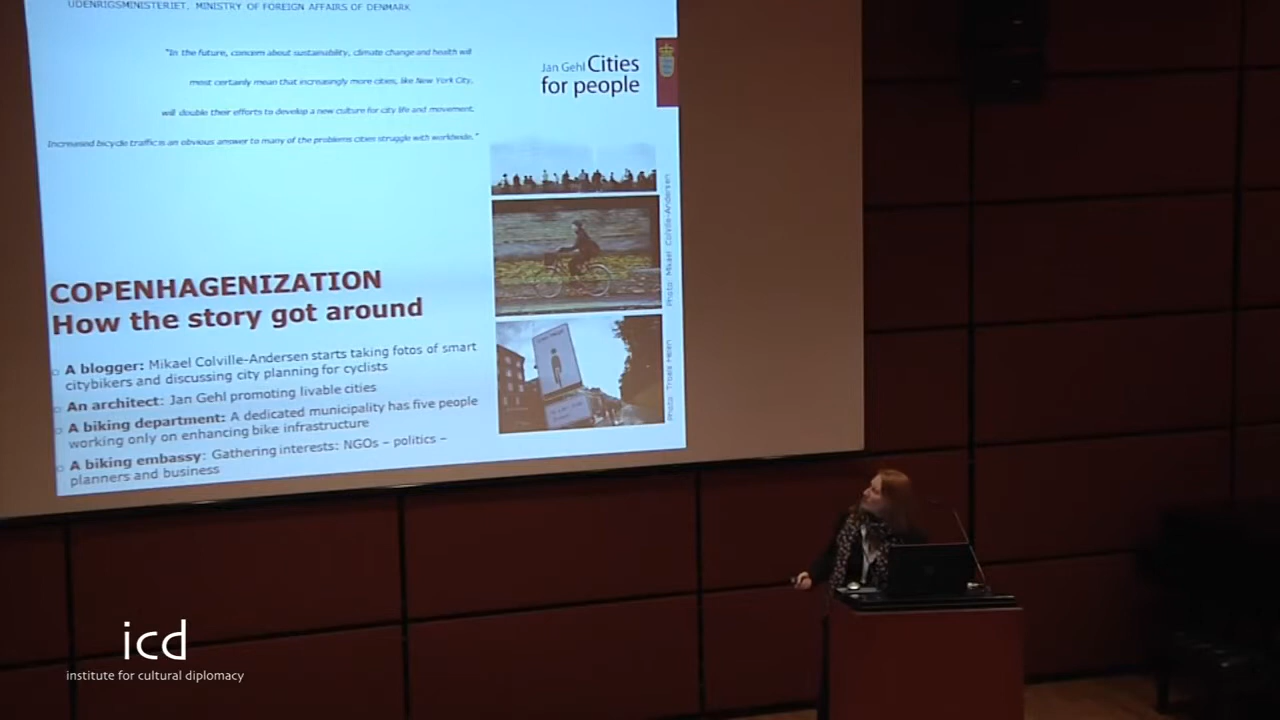 UDENRIGSMINISTERIET, MINISTRY OF FOREIGN AFFAIRS OF DENMARK
"In the future, concern about sustainability, climate change and health will
most certainly mean that increasingly more cities, like New York City,
will double their efforts to develop a new culture for city life and movement.
Increased bicycle traffic is an obvious answer to many of the problems cities struggle with worldwide."
Jan Gehl Cities
for people
COPENHAGENIZATION
How the story got around
A blogger: Mikael Colville-Andersen starts taking fotos of smart
citybikers and discussing city planning for cyclists
An architect: Jan Gehl promoting livable cities
A biking department: A dedicated municipality has five people
working only on enhancing bike infrastructure
A biking embassy: Gathering interests: NGOs – politics –
planners and business
Photo: Mikael Colville-Andersen
Photo: Troels Heien
icd
institute for cultural diplomacy